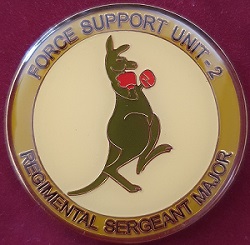 FORCE SUPPORT UNIT - 2
REGIMENTAL SERGEANT MAJOR